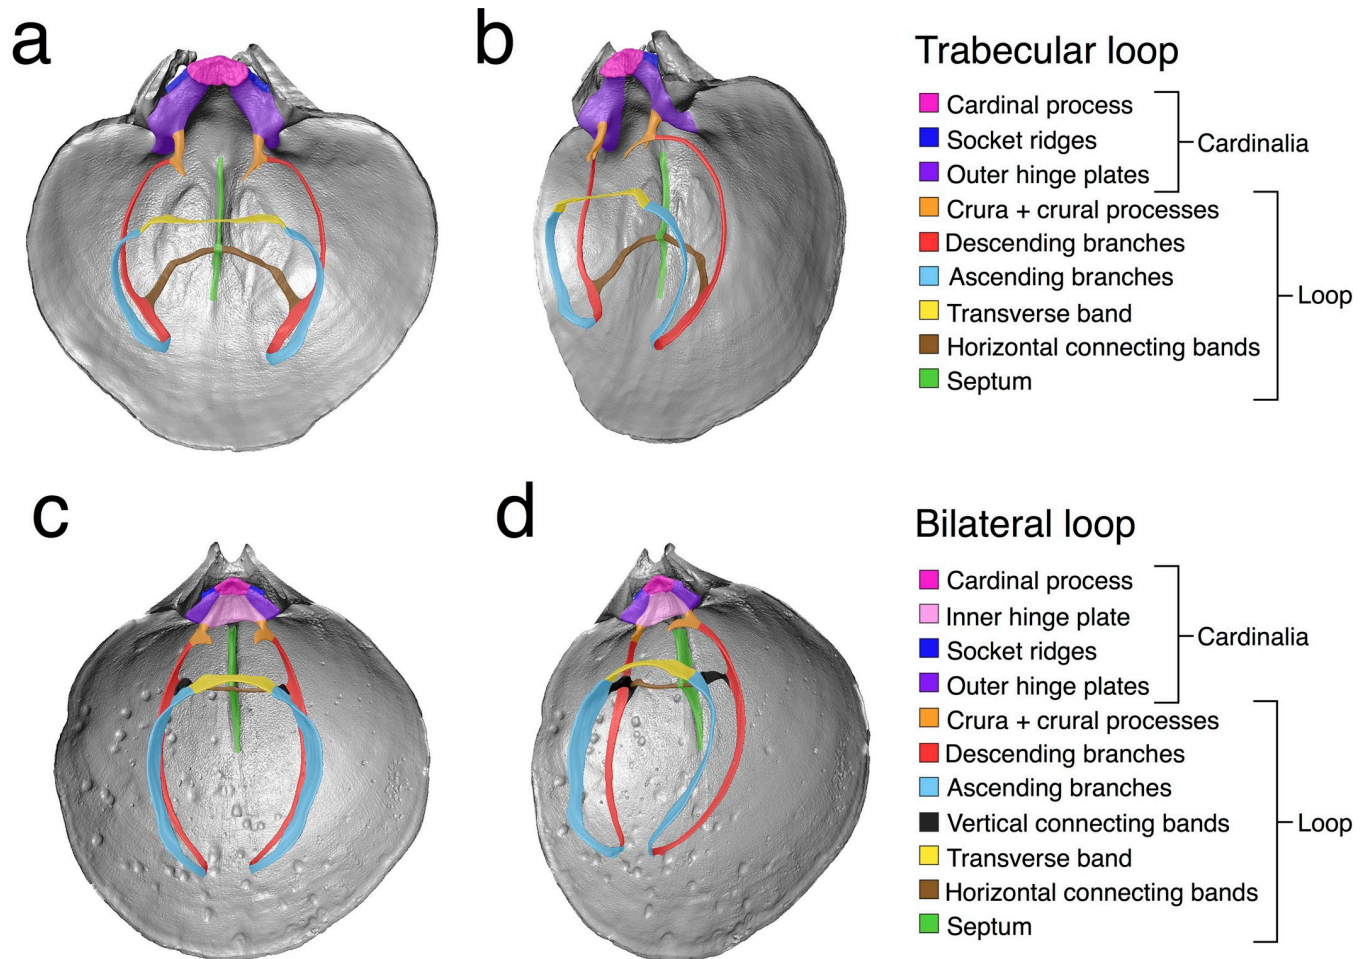 a
b
Trabecular loop
Cardinal process
Socket ridges
Cardinalia
Outer hinge plates
Crura + crural processes
Descending branches
Ascending branches
Loop
Transverse band
Horizontal connecting bands
Septum
c
d
Bilateral loop
Cardinal process
Inner hinge plate
Cardinalia
Socket ridges
Outer hinge plates
Crura + crural processes
Descending branches
Ascending branches
Vertical connecting bands
Loop
Transverse band
Horizontal connecting bands
Septum